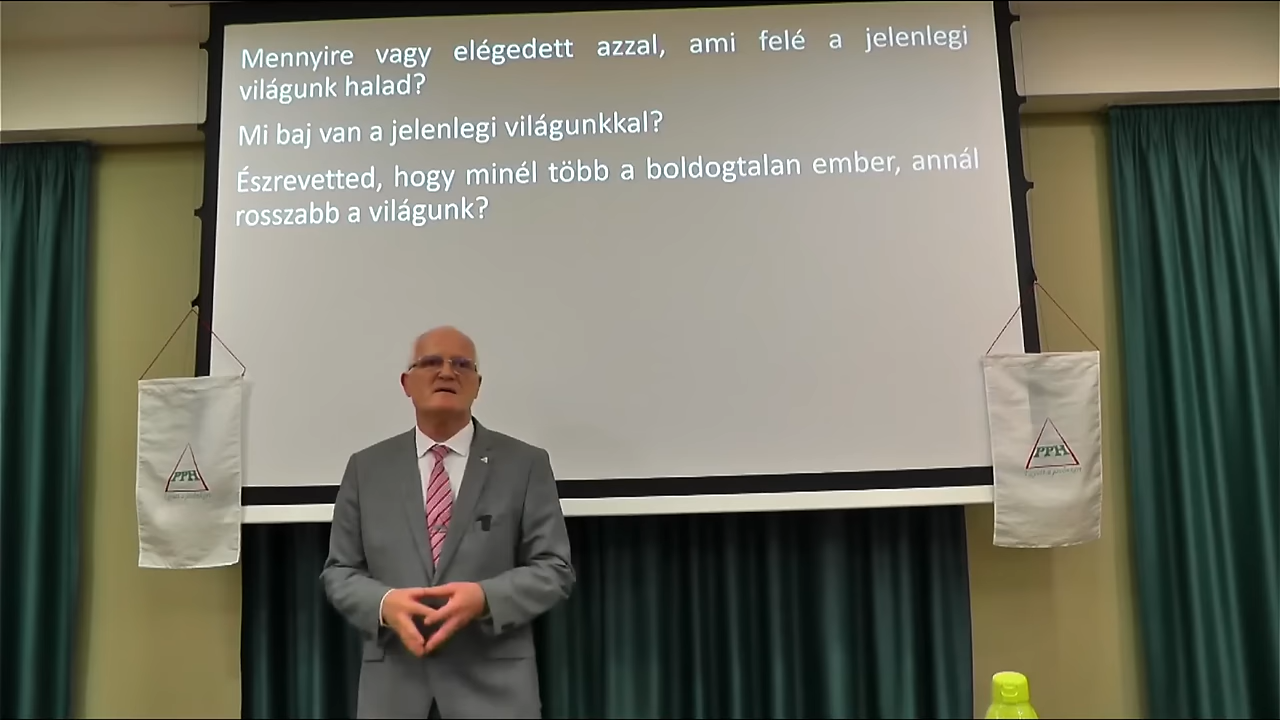 Mennyire vagy elégedett azzal, ami felé a jelenlegi
világunk halad?
Mi baj van a jelenlegi világunkkal?
Észrevetted, hogy minél több a boldogtalan ember, annál
rosszabb a világunk?
PPH
PPH